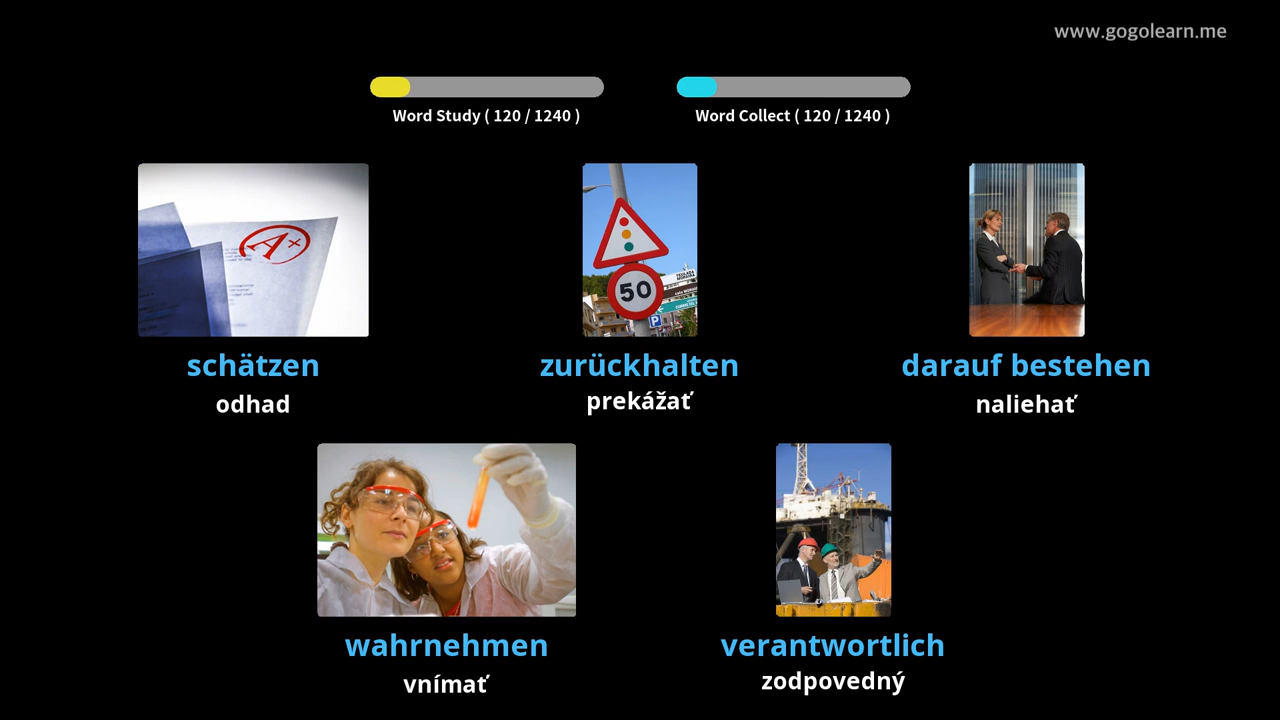 www.gogolearn.me
Word Study ( 120 / 1240 )
Word Collect ( 120 / 1240 )
A+
50
P
schätzen
zurückhalten
darauf bestehen
odhad
prekážať
naliehať
wahrnehmen
verantwortlich
vnímať
zodpovedný